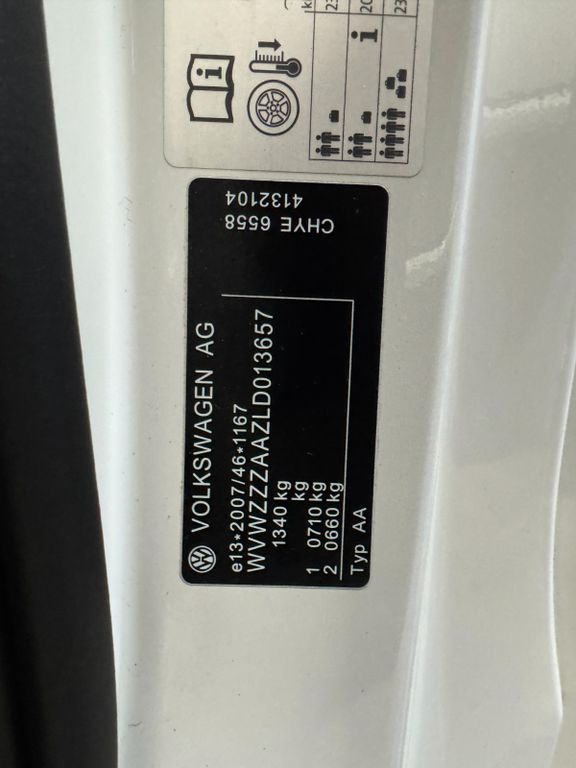 VOLKSWAGEN AG
e13*2007/46*1167
WVWZZZAAZLD013657
1340 kg
kg
1 0710 kg
2 0660 kg
Typ AA
CHYE 6558
4132104